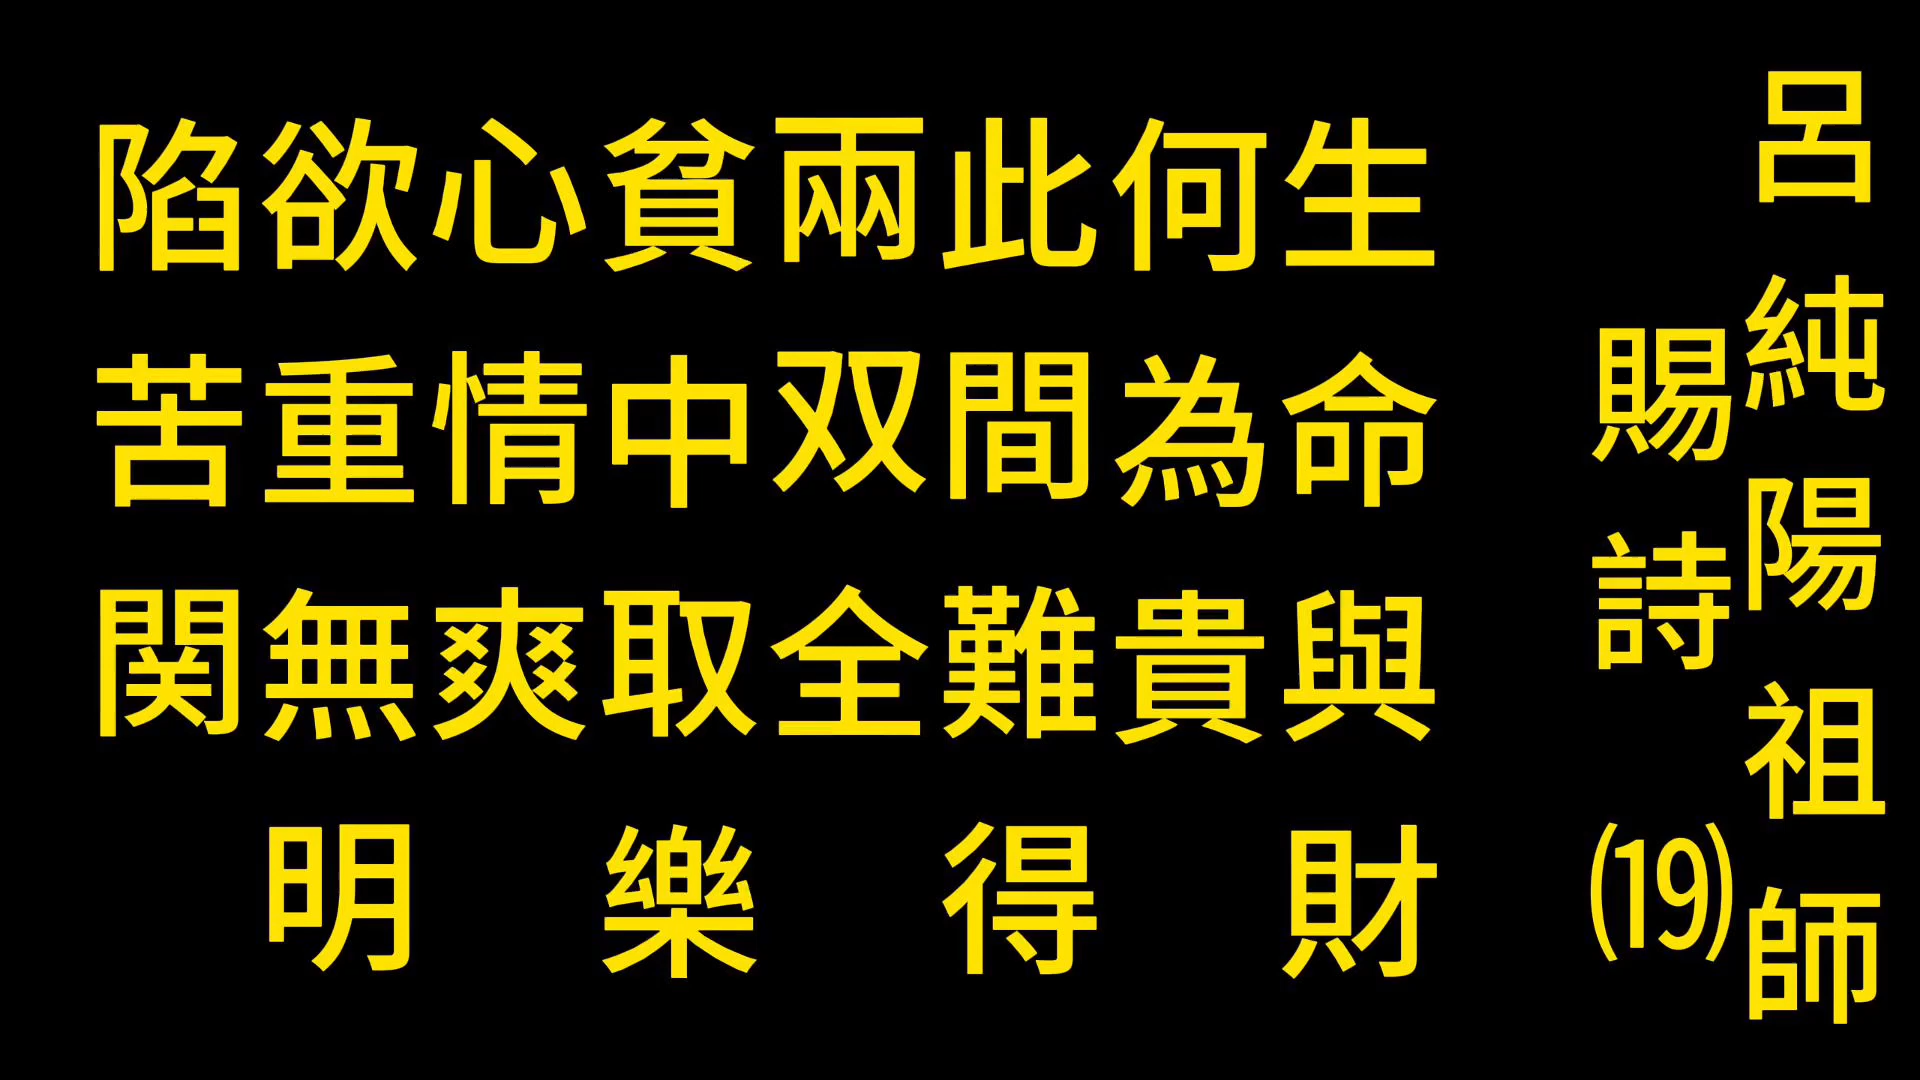 呂純陽祖師
賜詩 ⒆
生命與財
何為貴
此間難得
兩双全
貧中取樂
心情爽
欲重無明
陷苦関